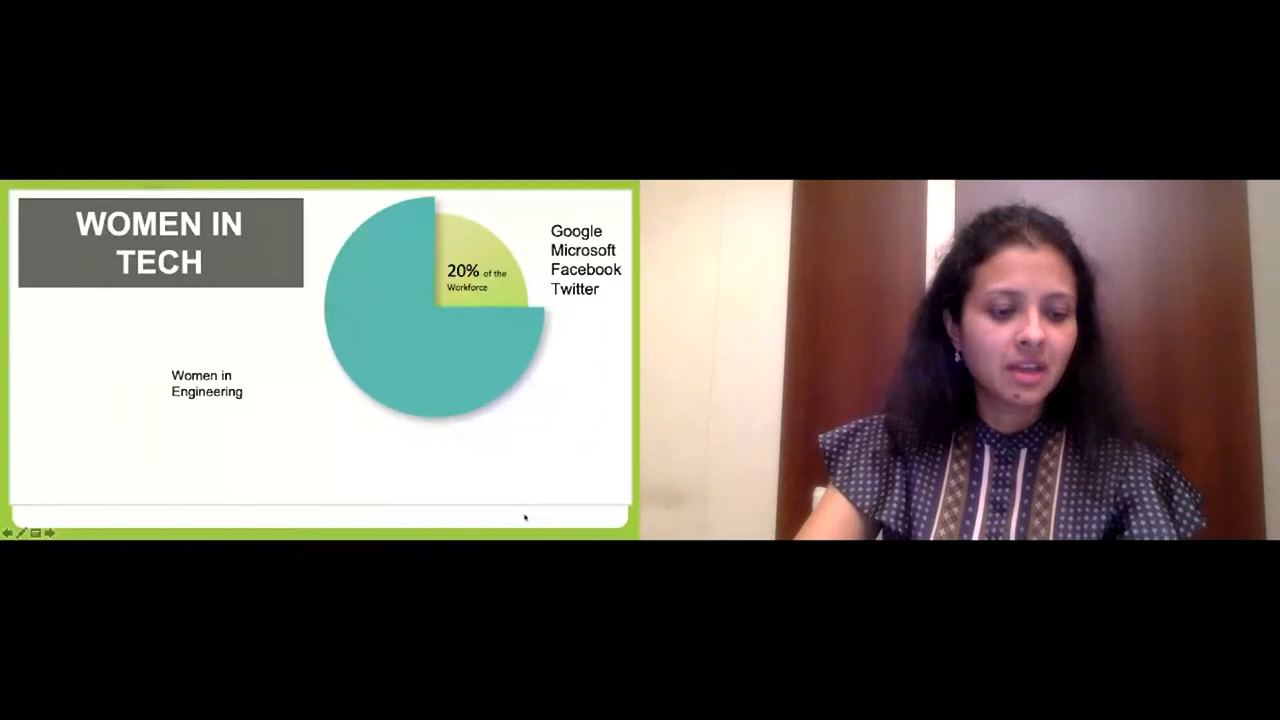 WOMEN IN
TECH
20% of the
Workforce
Google
Microsoft
Facebook
Twitter
Women in
Engineering